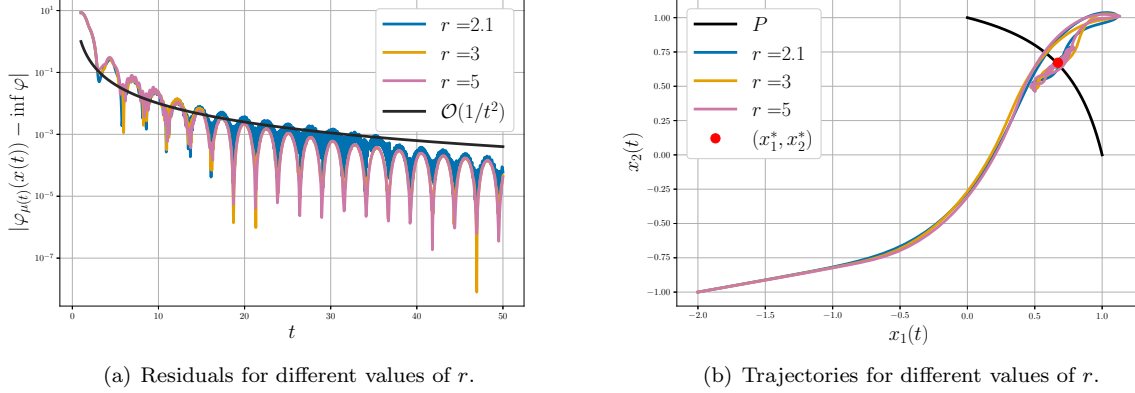 10^1
10^{-1}
10^{-3}
10^{-5}
10^{-7}
|φ_{μ(t)}(x(t)) − inf φ|
r =2.1
r =3
r =5
O(1/t^2)
0 10 20 30 40 50
t
(a) Residuals for different values of r.
1.00
0.75
0.50
0.25
0.00
−0.25
−0.50
−0.75
−1.00
x_2(t)
P
r =2.1
r =3
r =5
(x_1^*, x_2^*)
−2.0 −1.5 −1.0 −0.5 0.0 0.5 1.0
x_1(t)
(b) Trajectories for different values of r.